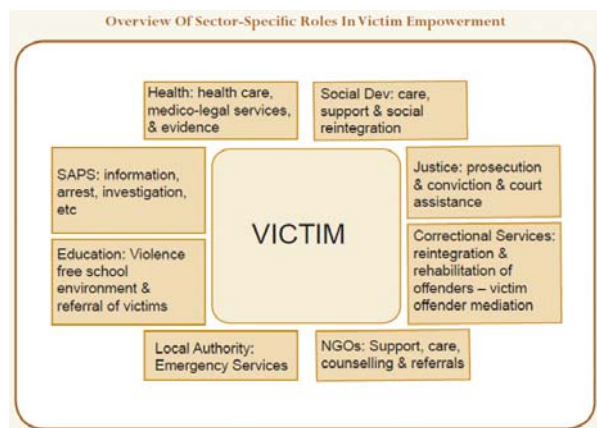 Overview Of Sector-Specific Roles In Victim Empowerment
Health: health care,
medico-legal services,
& evidence
Social Dev: care,
support & social
reintegration
SAPS: information,
arrest, investigation,
etc
Justice: prosecution
& conviction & court
assistance
VICTIM
Education: Violence
free school
environment &
referral of victims
Correctional Services:
reintegration &
rehabilitation of
offenders – victim
offender mediation
Local Authority:
Emergency Services
NGOs: Support, care,
counselling & referrals